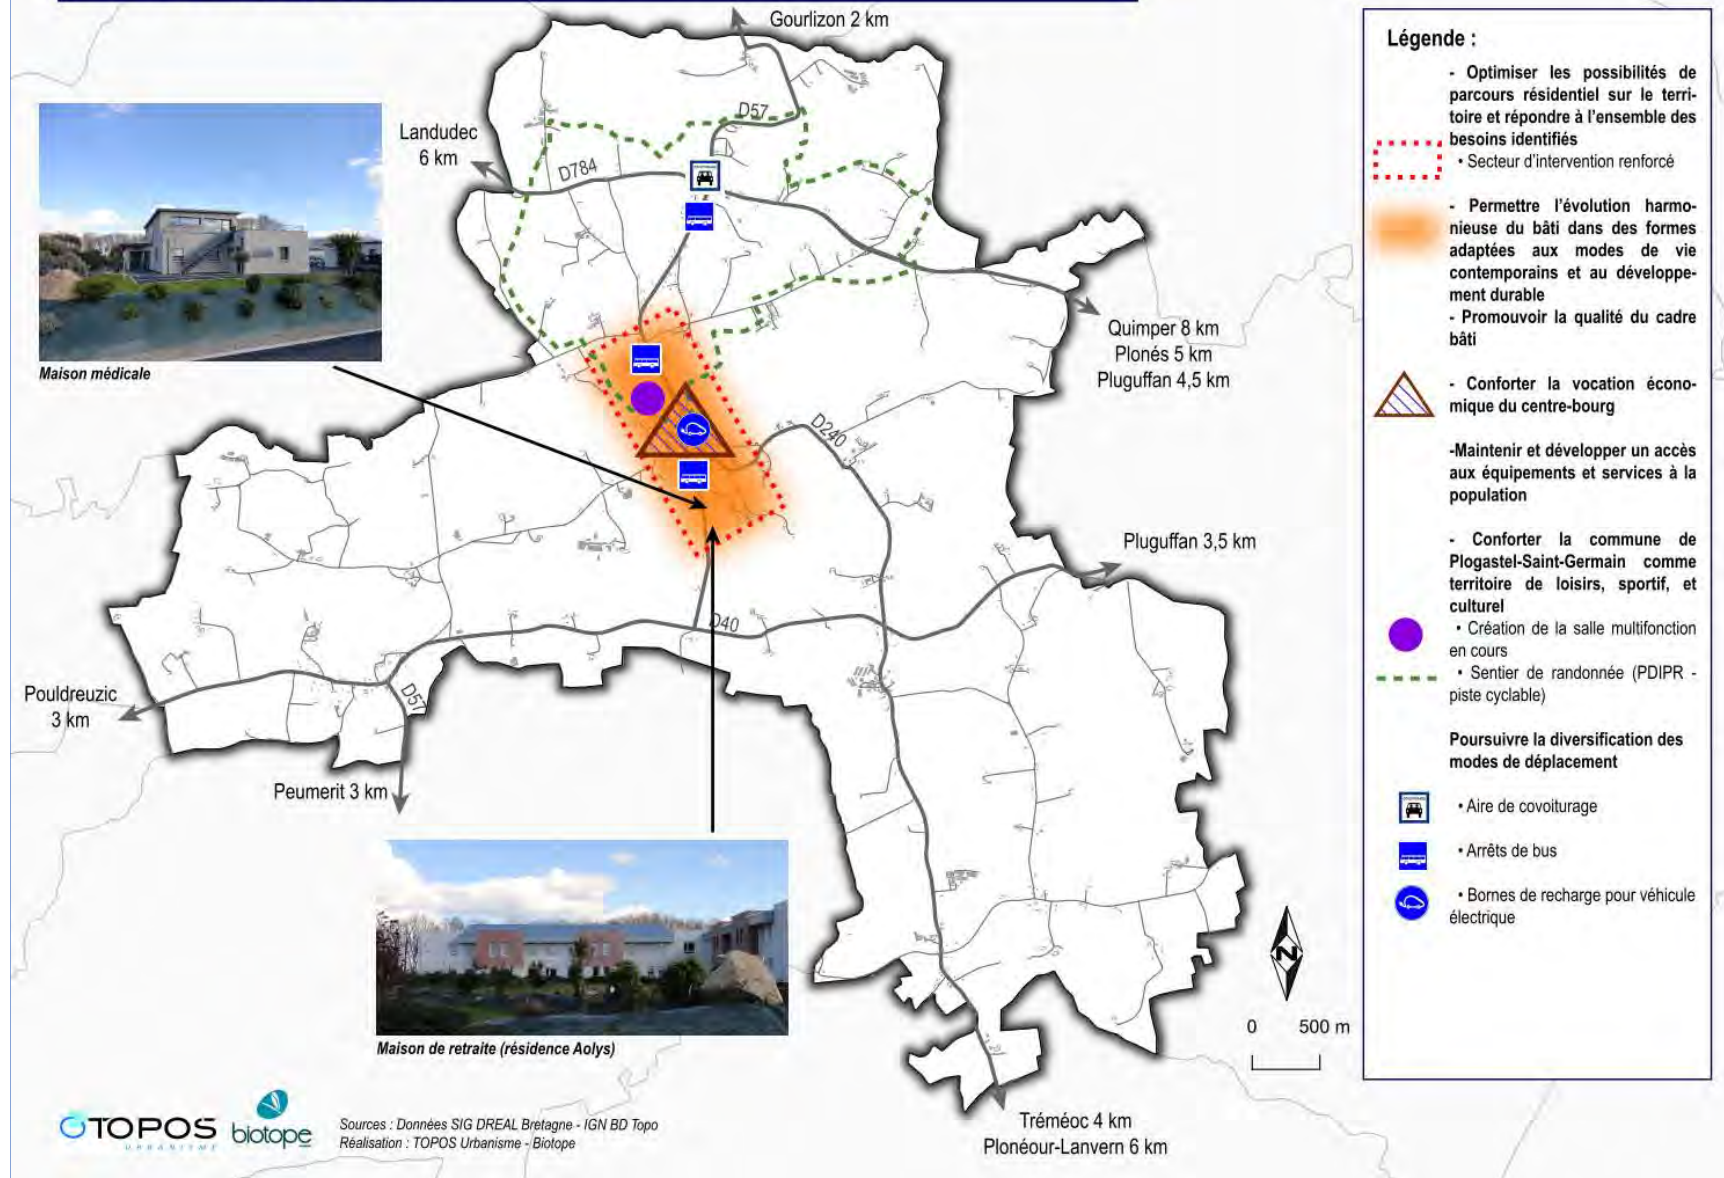 Gourlizon 2 km
D57
Landudec
6 km
D784
Maison médicale
Quimper 8 km
Plonés 5 km
Pluguffan 4,5 km
D240
Pluguffan 3,5 km
D40
Pouldreuzic
3 km
D57
Peumerit 3 km
Maison de retraite (résidence Aolys)
Tréméoc 4 km
Plonéour-Lanvern 6 km
N
0 500 m
TOPOS
URBANISME
biotope
Sources : Données SIG DREAL Bretagne - IGN BD Topo
Réalisation : TOPOS Urbanisme - Biotope
Légende :
- Optimiser les possibilités de
parcours résidentiel sur le terri-
toire et répondre à l'ensemble des
besoins identifiés
• Secteur d'intervention renforcé
- Permettre l'évolution harmo-
nieuse du bâti dans des formes
adaptées aux modes de vie
contemporains et au développe-
ment durable
- Promouvoir la qualité du cadre
bâti
- Conforter la vocation écono-
mique du centre-bourg
-Maintenir et développer un accès
aux équipements et services à la
population
- Conforter la commune de
Plogastel-Saint-Germain comme
territoire de loisirs, sportif, et
culturel
• Création de la salle multifonction
en cours
• Sentier de randonnée (PDIPR -
piste cyclable)
Poursuivre la diversification des
modes de déplacement
• Aire de covoiturage
• Arrêts de bus
• Bornes de recharge pour véhicule
électrique